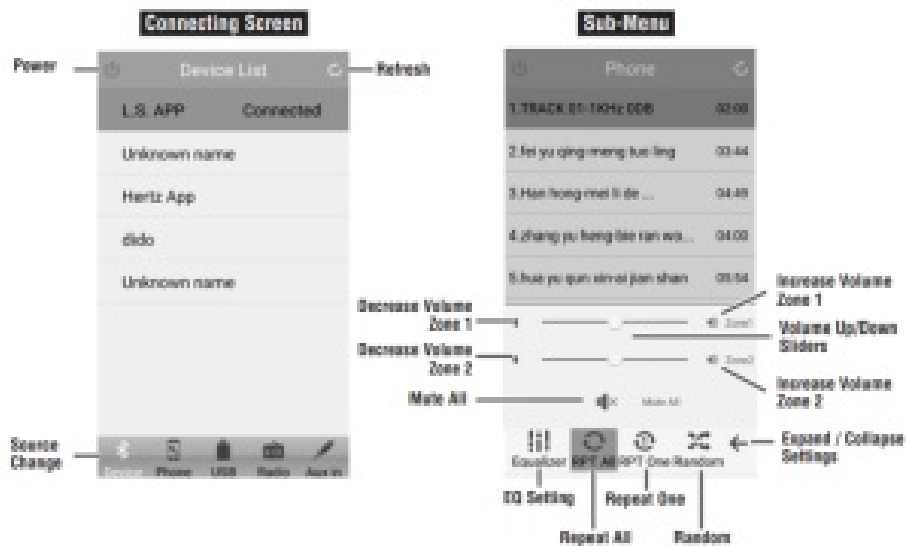 Connecting Screen
Power
Device List
Refresh
L.S. APP Connected
Unknown name
Hertz App
dido
Unknown name
Source
Change
Device Phone USB Radio Aux in
Sub-Menu
Phone
1.TRACK 01-1KHz 0DB 02:00
2.fei yu qing-meng tuo ling 03:44
3.Han hong-mei li de ... 04:49
4.zhang yu heng-bie ran wo... 04:00
5.hua yu qun xin-ai jian shan 05:54
Decrease Volume
Zone 1
Zone1
Increase Volume
Zone 1
Volume Up/Down
Sliders
Decrease Volume
Zone 2
Zone2
Increase Volume
Zone 2
Mute All
Mute All
Equalizer RPT All RPT One Random
Expand / Collapse
Settings
EQ Setting
Repeat One
Repeat All
Random